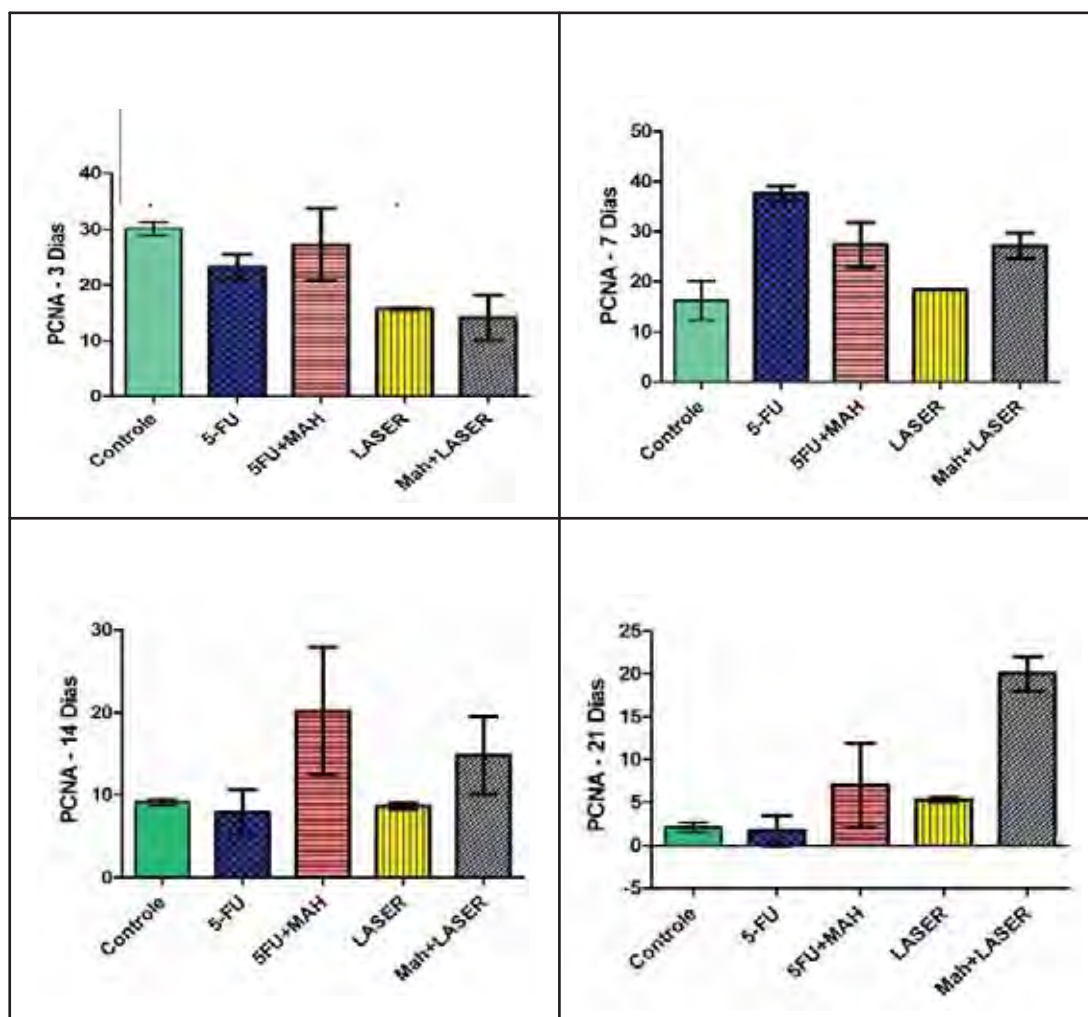 PCNA - 3 Dias
40
30
20
10
0
Controle
5-FU
5FU+MAH
LASER
Mah+LASER
PCNA - 7 Dias
50
40
30
20
10
0
Controle
5-FU
5FU+MAH
LASER
Mah+LASER
PCNA - 14 Dias
30
20
10
0
Controle
5-FU
5FU+MAH
LASER
Mah+LASER
PCNA - 21 Dias
25
20
15
10
5
0
-5
Controle
5-FU
5FU+MAH
LASER
Mah+LASER